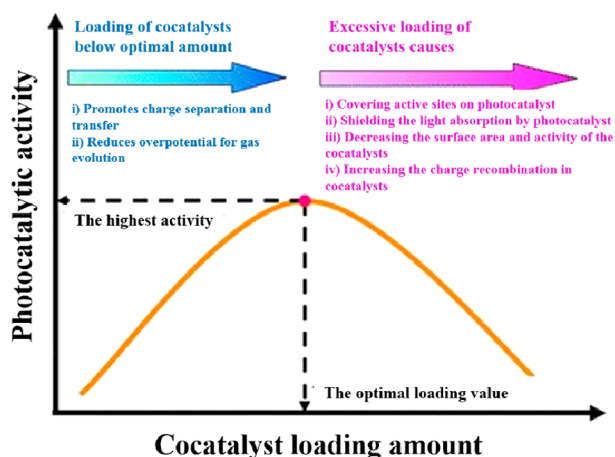 Loading of cocatalysts
below optimal amount
Excessive loading of
cocatalysts causes
i) Promotes charge separation and
transfer
ii) Reduces overpotential for gas
evolution
i) Covering active sites on photocatalyst
ii) Shielding the light absorption by photocatalyst
iii) Decreasing the surface area and activity of the
cocatalysts
iv) Increasing the charge recombination in
cocatalysts
Photocatalytic activity
The highest activity
The optimal loading value
Cocatalyst loading amount